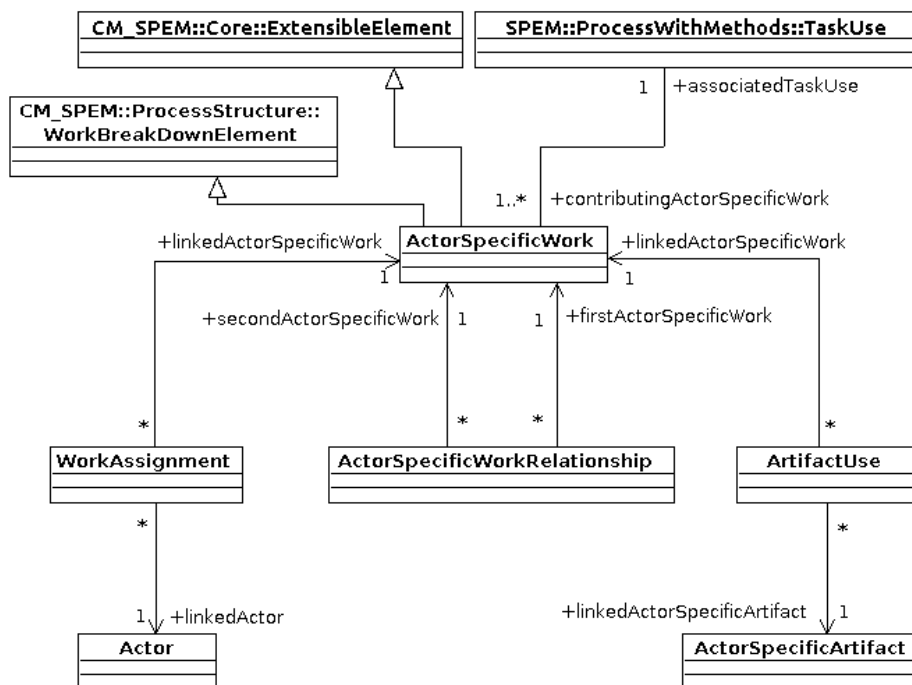 CM_SPEM::Core::ExtensibleElement
SPEM::ProcessWithMethods::TaskUse
1 +associatedTaskUse
CM_SPEM::ProcessStructure::
WorkBreakDownElement
1..* +contributingActorSpecificWork
+linkedActorSpecificWork
ActorSpecificWork
+linkedActorSpecificWork
1
1
+secondActorSpecificWork
1
1
+firstActorSpecificWork
*
*
*
*
WorkAssignment
ActorSpecificWorkRelationship
ArtifactUse
*
*
1 +linkedActor
+linkedActorSpecificArtifact 1
Actor
ActorSpecificArtifact